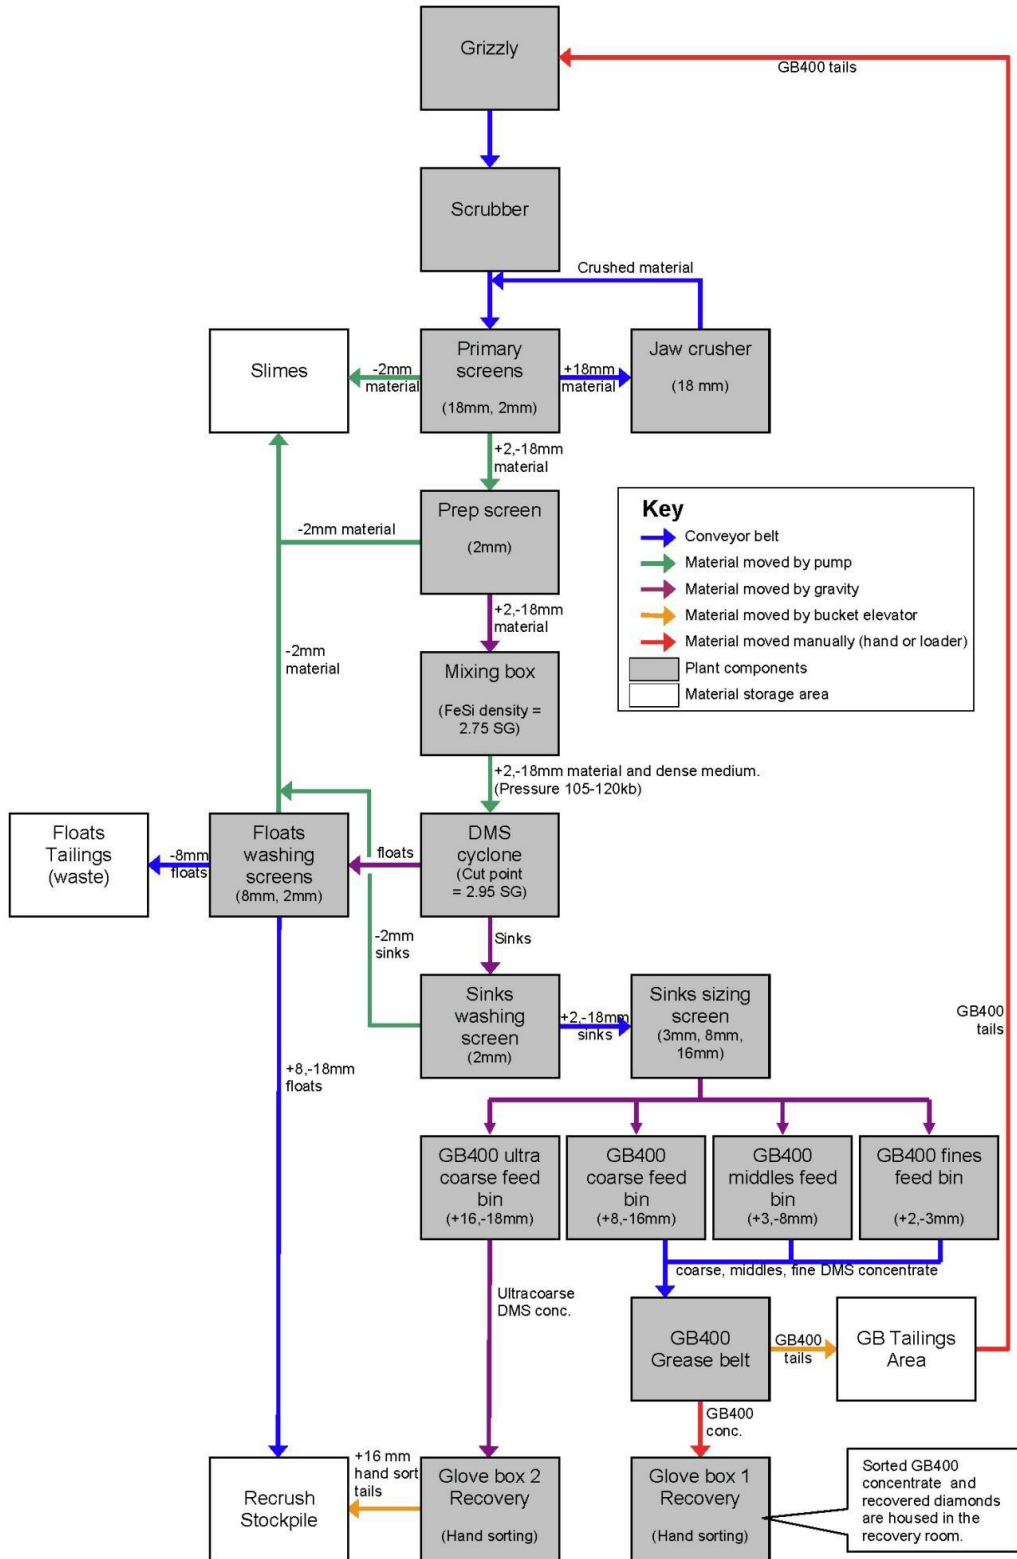 Grizzly
GB400 tails
Scrubber
Crushed material
Slimes
-2mm
material
Primary
screens
(18mm, 2mm)
+18mm
material
Jaw crusher
(18 mm)
+2,-18mm
material
-2mm material
Prep screen
(2mm)
Key
Conveyor belt
Material moved by pump
Material moved by gravity
Material moved by bucket elevator
Material moved manually (hand or loader)
Plant components
Material storage area
+2,-18mm
material
-2mm
material
Mixing box
(FeSi density =
2.75 SG)
+2,-18mm material and dense medium.
(Pressure 105-120kb)
Floats
Tailings
(waste)
-8mm
floats
Floats
washing
screens
(8mm, 2mm)
floats
DMS
cyclone
(Cut point
= 2.95 SG)
-2mm
sinks
Sinks
Sinks
washing
screen
(2mm)
+2,-18mm
sinks
Sinks sizing
screen
(3mm, 8mm,
16mm)
GB400
tails
+8,-18mm
floats
GB400 ultra
coarse feed
bin
(+16,-18mm)
GB400
coarse feed
bin
(+8,-16mm)
GB400
middles feed
bin
(+3,-8mm)
GB400 fines
feed bin
(+2,-3mm)
coarse, middles, fine DMS concentrate
Ultracoarse
DMS conc.
GB400
Grease belt
GB400
tails
GB Tailings
Area
GB400
conc.
+16 mm
hand sort
tails
Recrush
Stockpile
Glove box 2
Recovery
(Hand sorting)
Glove box 1
Recovery
(Hand sorting)
Sorted GB400
concentrate and
recovered diamonds
are housed in the
recovery room.